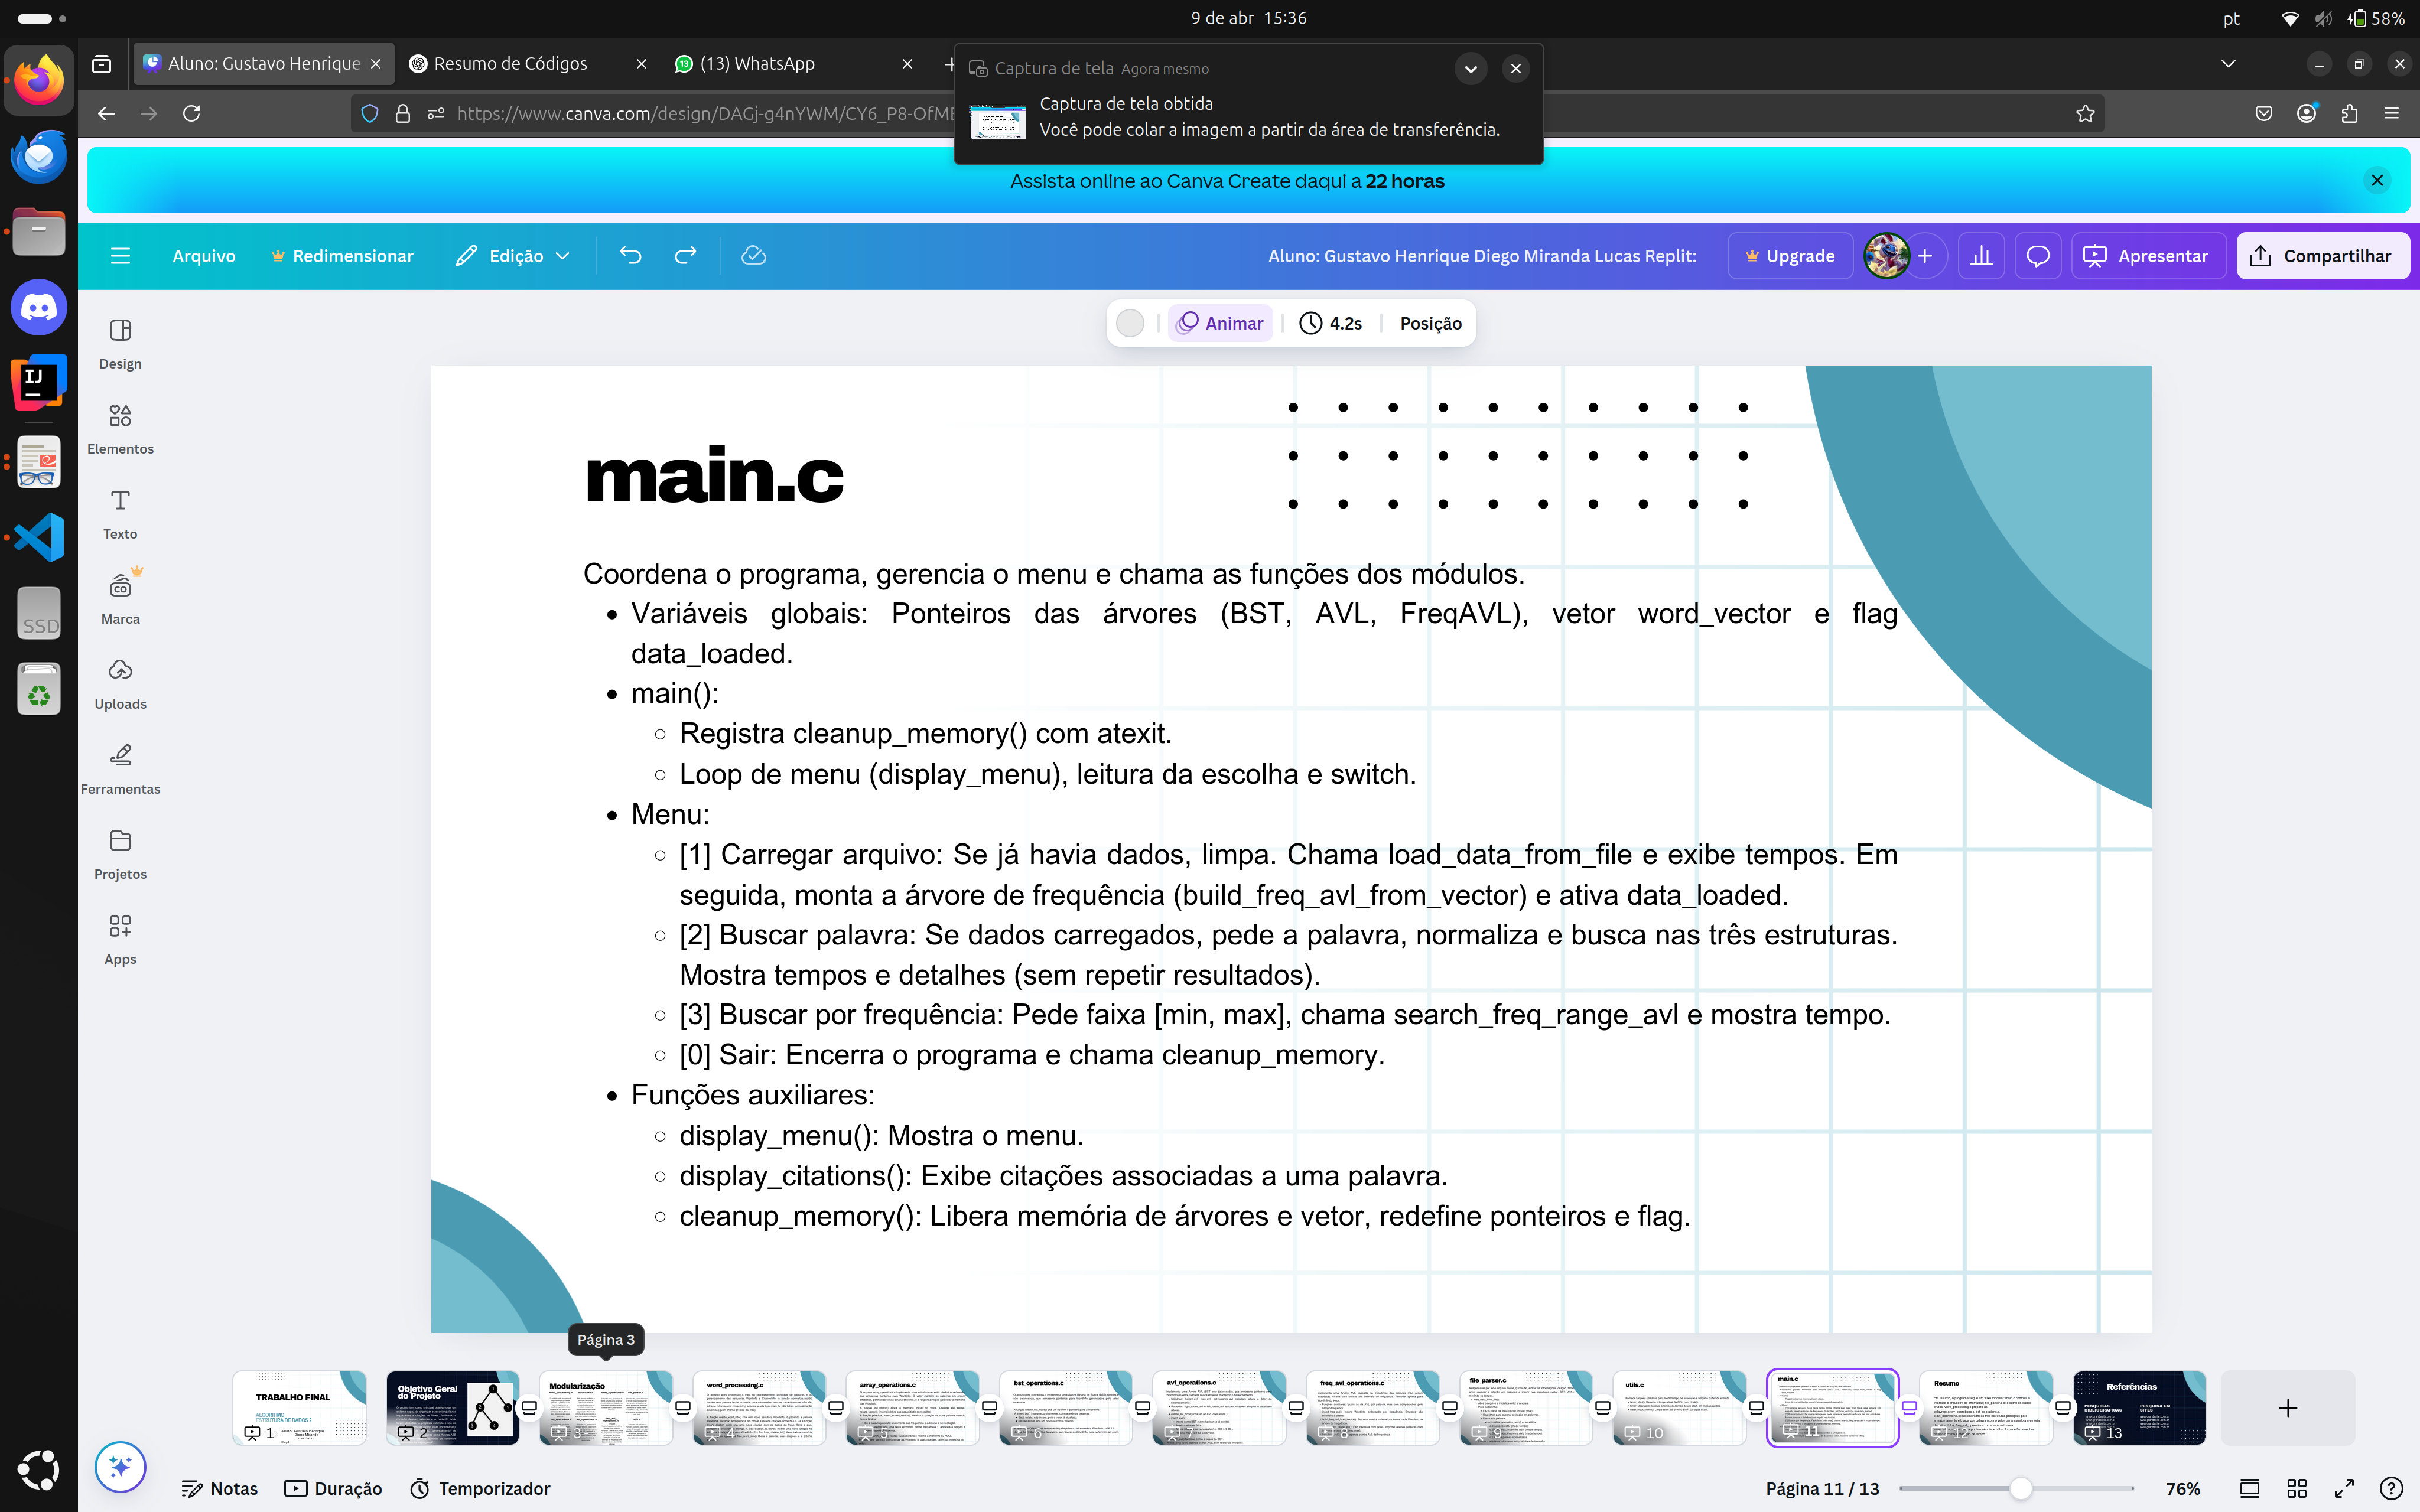 9 de abr 15:36
pt
58%
Aluno: Gustavo Henrique
Resumo de Códigos
(13) WhatsApp
Captura de tela Agora mesmo
Captura de tela obtida
Você pode colar a imagem a partir da área de transferência.
https://www.canva.com/design/DAGj-g4nYWM/CY6_P8-OfM
Assista online ao Canva Create daqui a 22 horas
Arquivo
Redimensionar
Edição
Aluno: Gustavo Henrique Diego Miranda Lucas Replit:
Upgrade
Apresentar
Compartilhar
Animar
4.2s
Posição
Design
Elementos
Texto
Marca
Uploads
Ferramentas
Projetos
Apps
SSD
main.c
Coordena o programa, gerencia o menu e chama as funções dos módulos.
• Variáveis globais: Ponteiros das árvores (BST, AVL, FreqAVL), vetor word_vector e flag
data_loaded.
• main():
○ Registra cleanup_memory() com atexit.
○ Loop de menu (display_menu), leitura da escolha e switch.
• Menu:
○ [1] Carregar arquivo: Se já havia dados, limpa. Chama load_data_from_file e exibe tempos. Em
seguida, monta a árvore de frequência (build_freq_avl_from_vector) e ativa data_loaded.
○ [2] Buscar palavra: Se dados carregados, pede a palavra, normaliza e busca nas três estruturas.
Mostra tempos e detalhes (sem repetir resultados).
○ [3] Buscar por frequência: Pede faixa [min, max], chama search_freq_range_avl e mostra tempo.
○ [0] Sair: Encerra o programa e chama cleanup_memory.
• Funções auxiliares:
○ display_menu(): Mostra o menu.
○ display_citations(): Exibe citações associadas a uma palavra.
○ cleanup_memory(): Libera memória de árvores e vetor, redefine ponteiros e flag.
Página 3
TRABALHO FINAL
ALGORITIMO
ESTRUTURA DE DADOS 2
1
Objetivo Geral
do Projeto
2
Modularização
3
word_processing.c
4
array_operations.c
5
bst_operations.c
6
avl_operations.c
7
freq_avl_operations.c
8
file_parser.c
9
utils.c
10
main.c
11
Resumo
12
Referências
PESQUISAS
BIBLIOGRAFICAS
PESQUISA EM
SITES
13
Notas
Duração
Temporizador
Página 11 / 13
76%